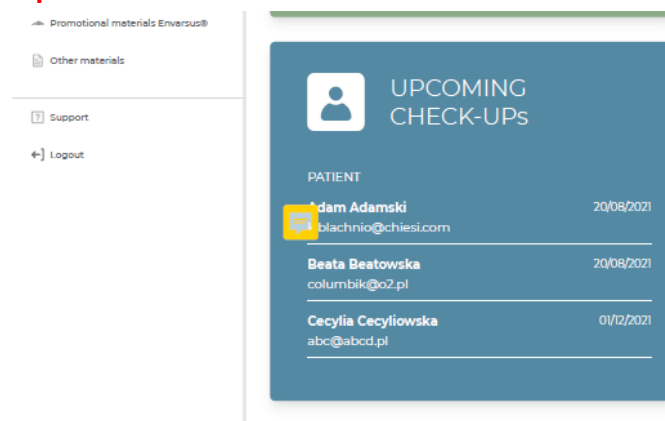 Promotional materials Envarsus®
Other materials
? Support
Logout
UPCOMING
CHECK-UPs
PATIENT
Adam Adamski 20/08/2021
blachnio@chiesi.com
Beata Beatowska 20/08/2021
columbik@o2.pl
Cecylia Cecyliowska 01/12/2021
abc@abcd.pl